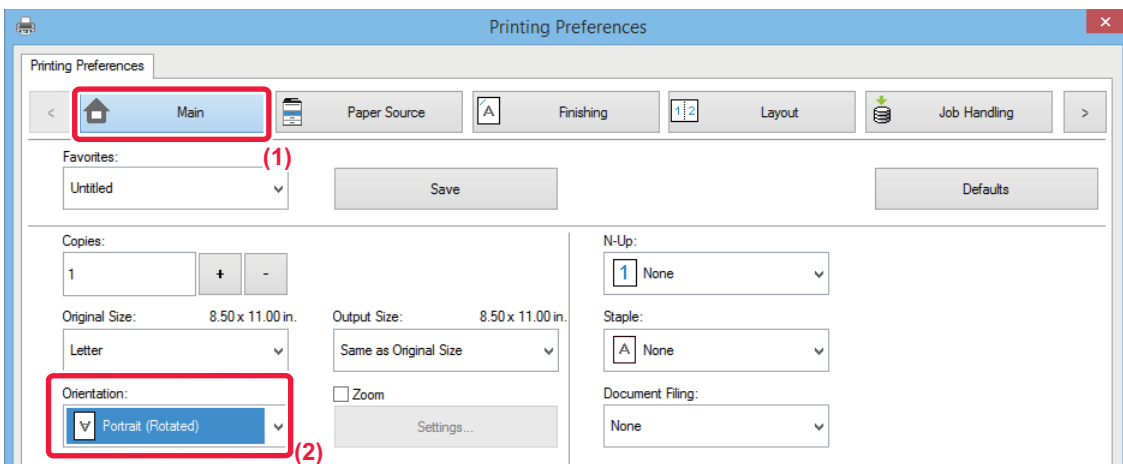 Printing Preferences
Printing Preferences
< Main Paper Source A Finishing 1 2 Layout Job Handling >
(1)
Favorites:
Untitled Save Defaults
Copies: N-Up:
1 + - 1 None
Original Size: 8.50 x 11.00 in. Output Size: 8.50 x 11.00 in. Staple:
Letter Same as Original Size A None
Orientation: Zoom Document Filing:
A Portrait (Rotated) Settings... None
(2)